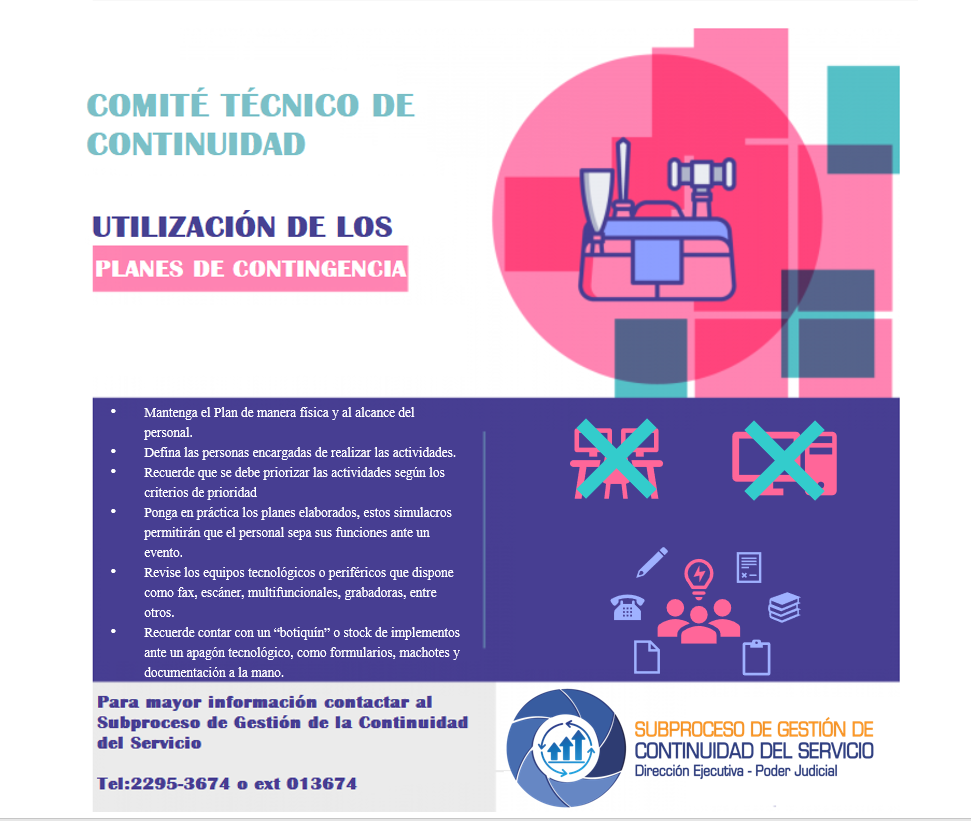 COMITÉ TÉCNICO DE
CONTINUIDAD
UTILIZACIÓN DE LOS
PLANES DE CONTINGENCIA
• Mantenga el Plan de manera física y al alcance del
personal.
• Defina las personas encargadas de realizar las actividades.
• Recuerde que se debe priorizar las actividades según los
criterios de prioridad
• Ponga en práctica los planes elaborados, estos simulacros
permitirán que el personal sepa sus funciones ante un
evento.
• Revise los equipos tecnológicos o periféricos que dispone
como fax, escáner, multifuncionales, grabadoras, entre
otros.
• Recuerde contar con un “botiquín” o stock de implementos
ante un apagón tecnológico, como formularios, machotes y
documentación a la mano.
Para mayor información contactar al
Subproceso de Gestión de la Continuidad
del Servicio
Tel:2295-3674 o ext 013674
SUBPROCESO DE GESTIÓN DE
CONTINUIDAD DEL SERVICIO
Dirección Ejecutiva - Poder Judicial